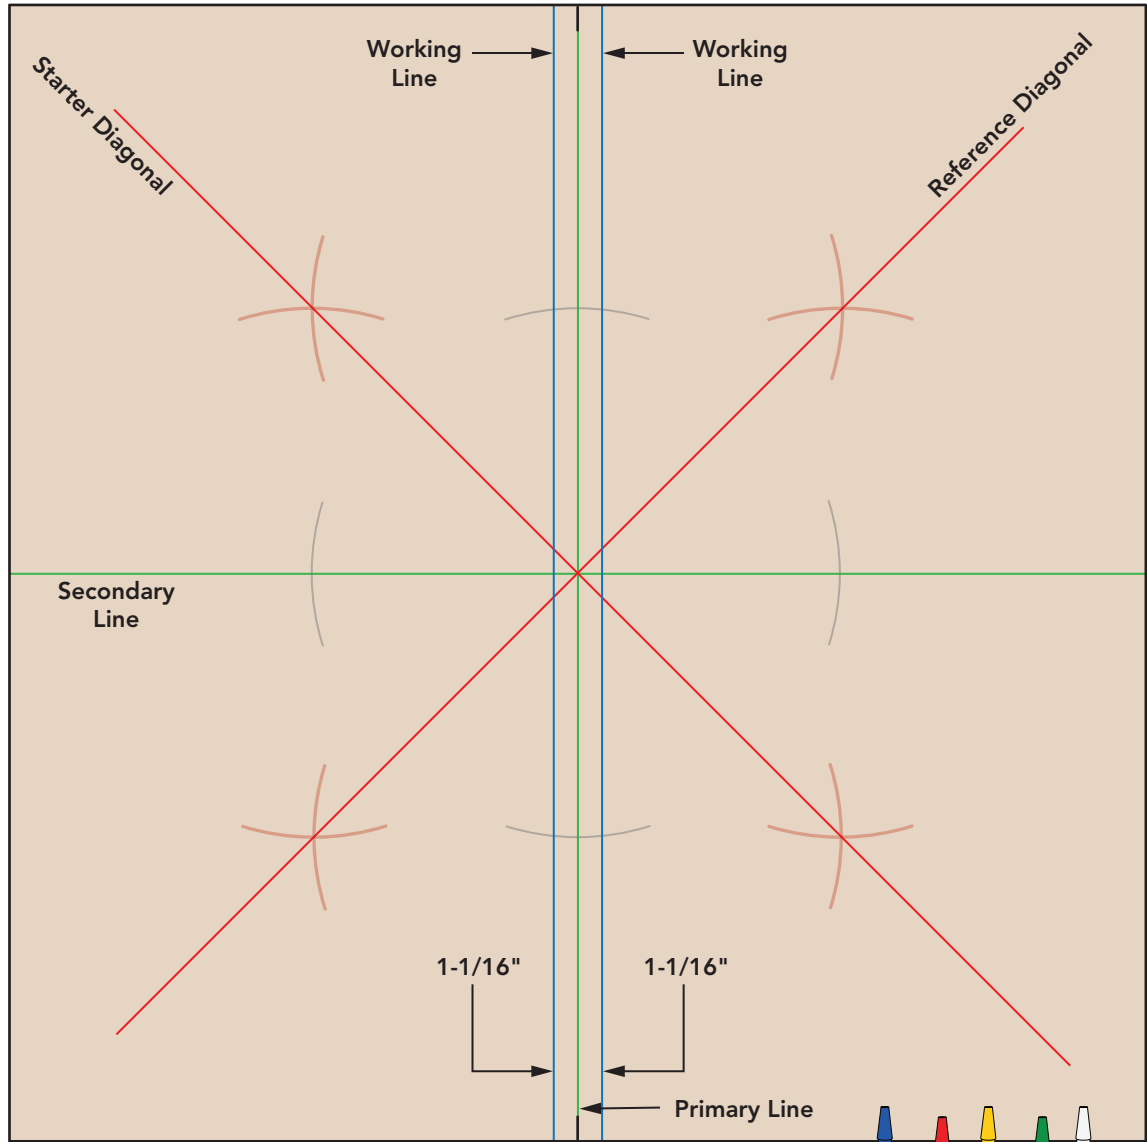 Working
Line
Working
Line
Starter Diagonal
Reference Diagonal
Secondary
Line
1-1/16"
1-1/16"
Primary Line